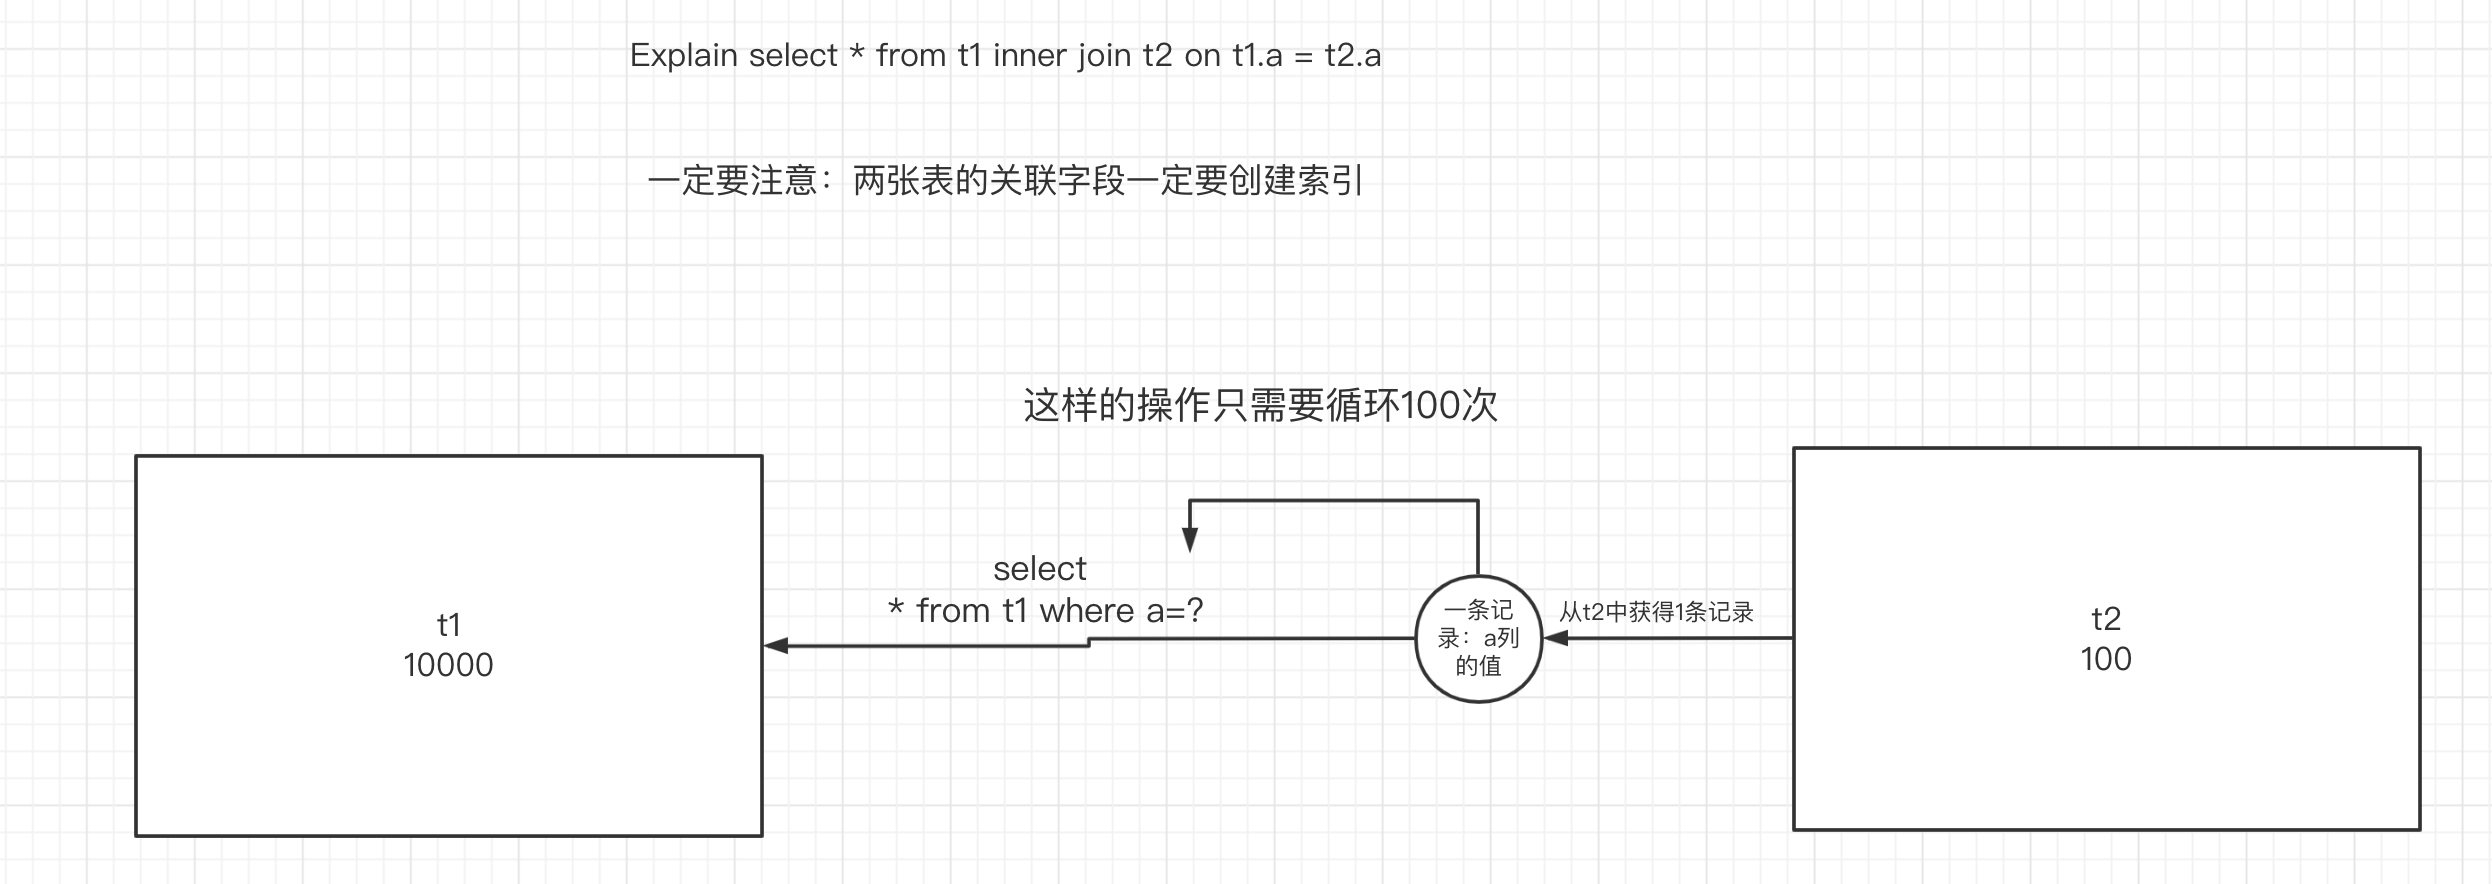 Explain select * from t1 inner join t2 on t1.a = t2.a
一定要注意：两张表的关联字段一定要创建索引
这样的操作只需要循环100次
select
* from t1 where a=?
t1
10000
一条记
录：a列
的值
从t2中获得1条记录
t2
100